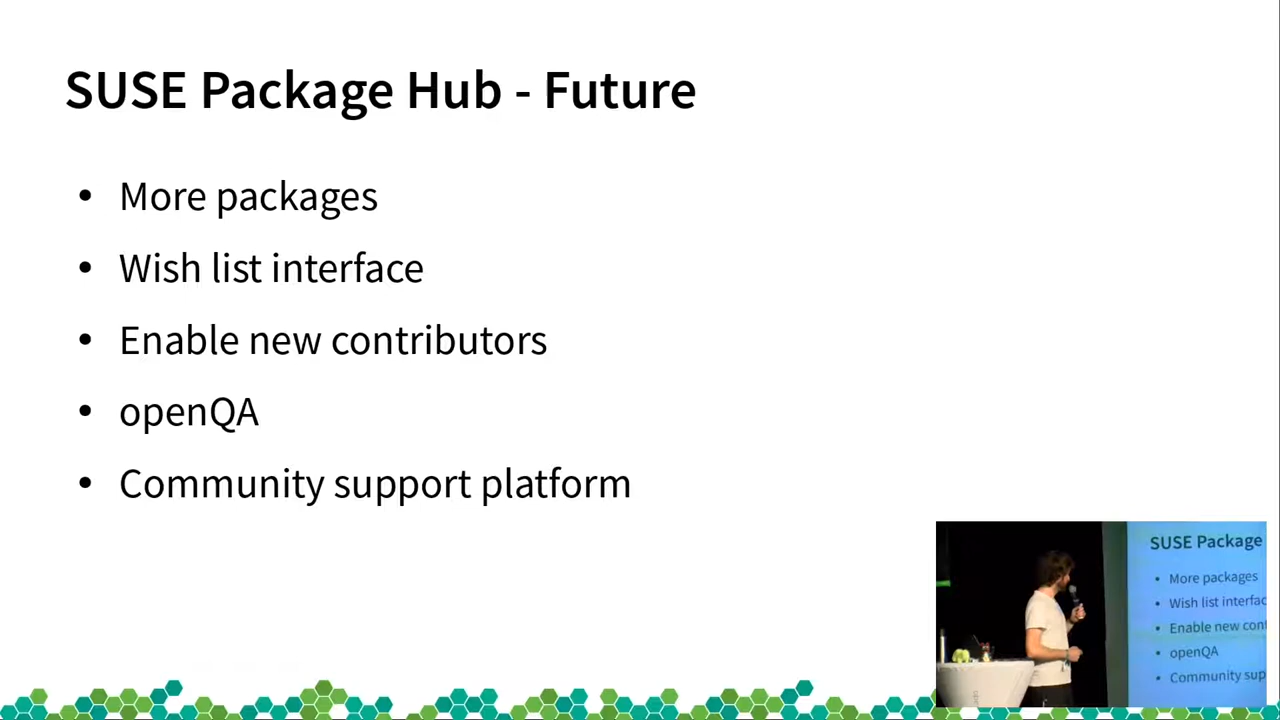 SUSE Package Hub - Future
• More packages
• Wish list interface
• Enable new contributors
• openQA
• Community support platform
SUSE Package
• More packages
• Wish list interfac
• Enable new cont
• openQA
• Community sup